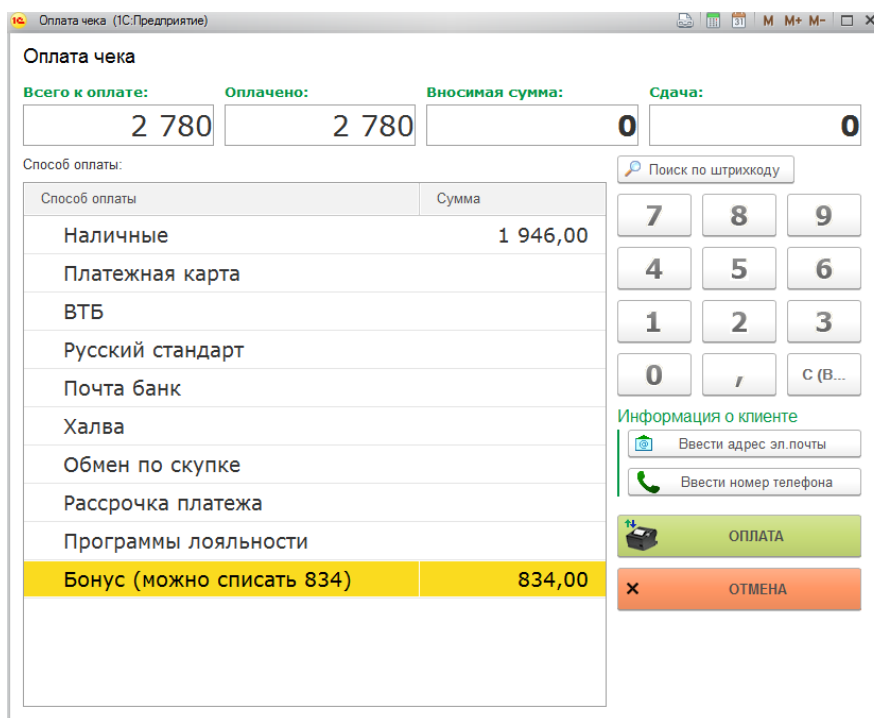 1С Оплата чека (1С:Предприятие) 31 M M+ M-
Оплата чека
Всего к оплате: Оплачено: Вносимая сумма: Сдача:
2 780 2 780 0 0
Способ оплаты: Поиск по штрихкоду
Способ оплаты Сумма
Наличные 1 946,00
Платежная карта
ВТБ
Русский стандарт
Почта банк
Халва
Обмен по скупке
Рассрочка платежа
Программы лояльности
Бонус (можно списать 834) 834,00
7 8 9
4 5 6
1 2 3
0 , С (В...
Информация о клиенте
Ввести адрес эл.почты
Ввести номер телефона
ОПЛАТА
ОТМЕНА